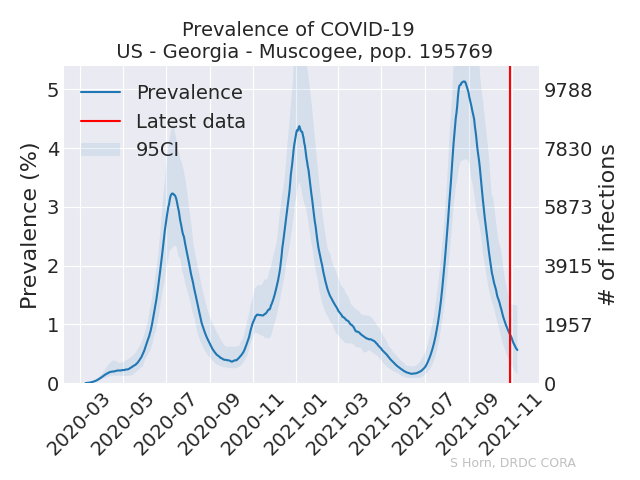 Prevalence of COVID-19
US - Georgia - Muscogee, pop. 195769
Prevalence
Latest data
95CI
Prevalence (%)
5
4
3
2
1
0
# of infections
9788
7830
5873
3915
1957
0
2020-03
2020-05
2020-07
2020-09
2020-11
2021-01
2021-03
2021-05
2021-07
2021-09
2021-11
S Horn, DRDC CORA